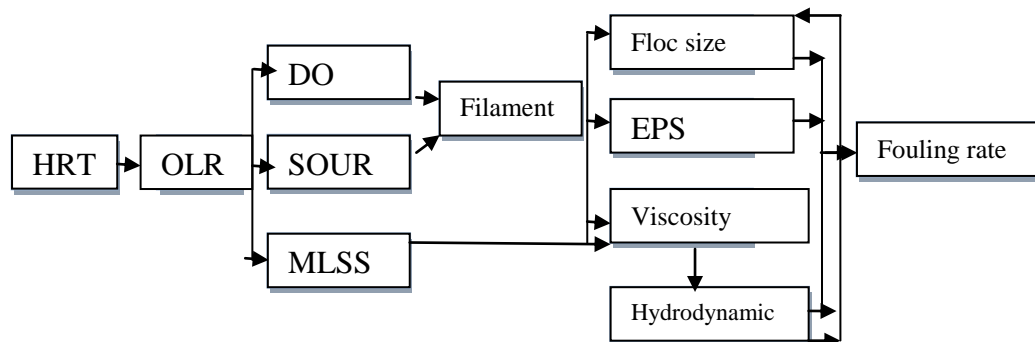 HRT
OLR
DO
SOUR
MLSS
Filament
Floc size
EPS
Viscosity
Hydrodynamic
Fouling rate